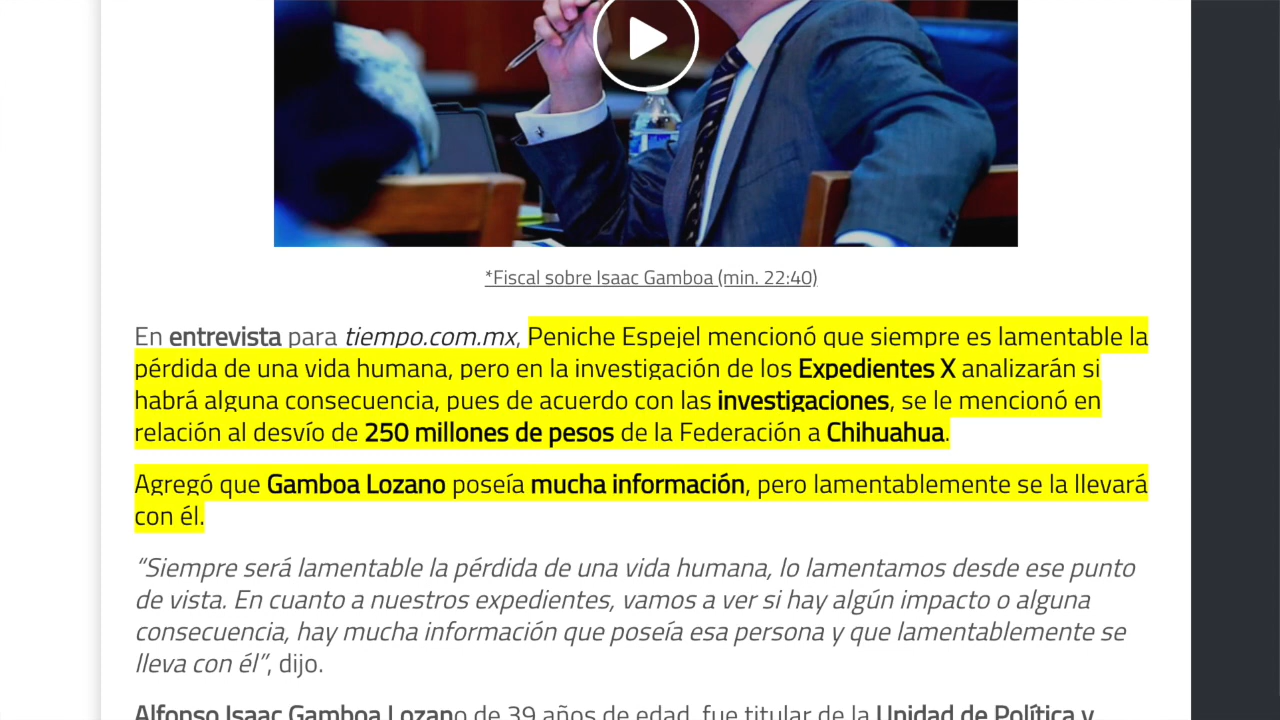 *Fiscal sobre Isaac Gamboa (min. 22:40)
En entrevista para tiempo.com.mx, Peniche Espejel mencionó que siempre es lamentable la
pérdida de una vida humana, pero en la investigación de los Expedientes X analizarán si
habrá alguna consecuencia, pues de acuerdo con las investigaciones, se le mencionó en
relación al desvío de 250 millones de pesos de la Federación a Chihuahua.
Agregó que Gamboa Lozano poseía mucha información, pero lamentablemente se la llevará
con él.
“Siempre será lamentable la pérdida de una vida humana, lo lamentamos desde ese punto
de vista. En cuanto a nuestros expedientes, vamos a ver si hay algún impacto o alguna
consecuencia, hay mucha información que poseía esa persona y que lamentablemente se
lleva con él”, dijo.
Alfonso Isaac Gamboa Lozano de 39 años de edad, fue titular de la Unidad de Política y